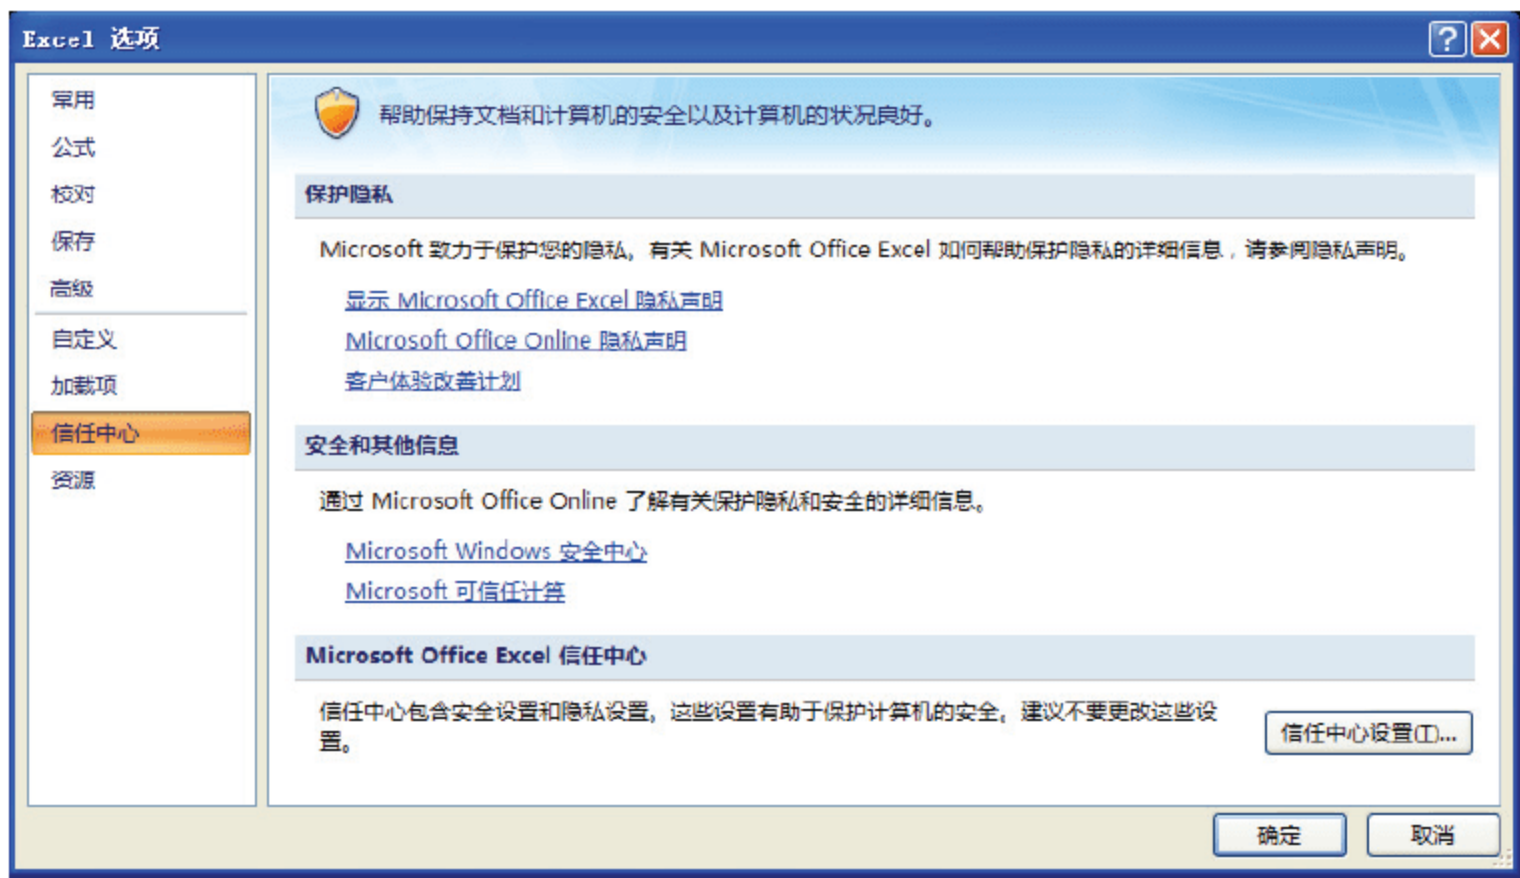 Excel 选项
常用
公式
校对
保存
高级
自定义
加载项
信任中心
资源
帮助保持文档和计算机的安全以及计算机的状况良好。
保护隐私
Microsoft 致力于保护您的隐私。有关 Microsoft Office Excel 如何帮助保护隐私的详细信息，请参阅隐私声明。
显示 Microsoft Office Excel 隐私声明
Microsoft Office Online 隐私声明
客户体验改善计划
安全和其他信息
通过 Microsoft Office Online 了解有关保护隐私和安全的详细信息。
Microsoft Windows 安全中心
Microsoft 可信任计算
Microsoft Office Excel 信任中心
信任中心包含安全设置和隐私设置。这些设置有助于保护计算机的安全。建议不要更改这些设
置。
信任中心设置(T)...
确定
取消